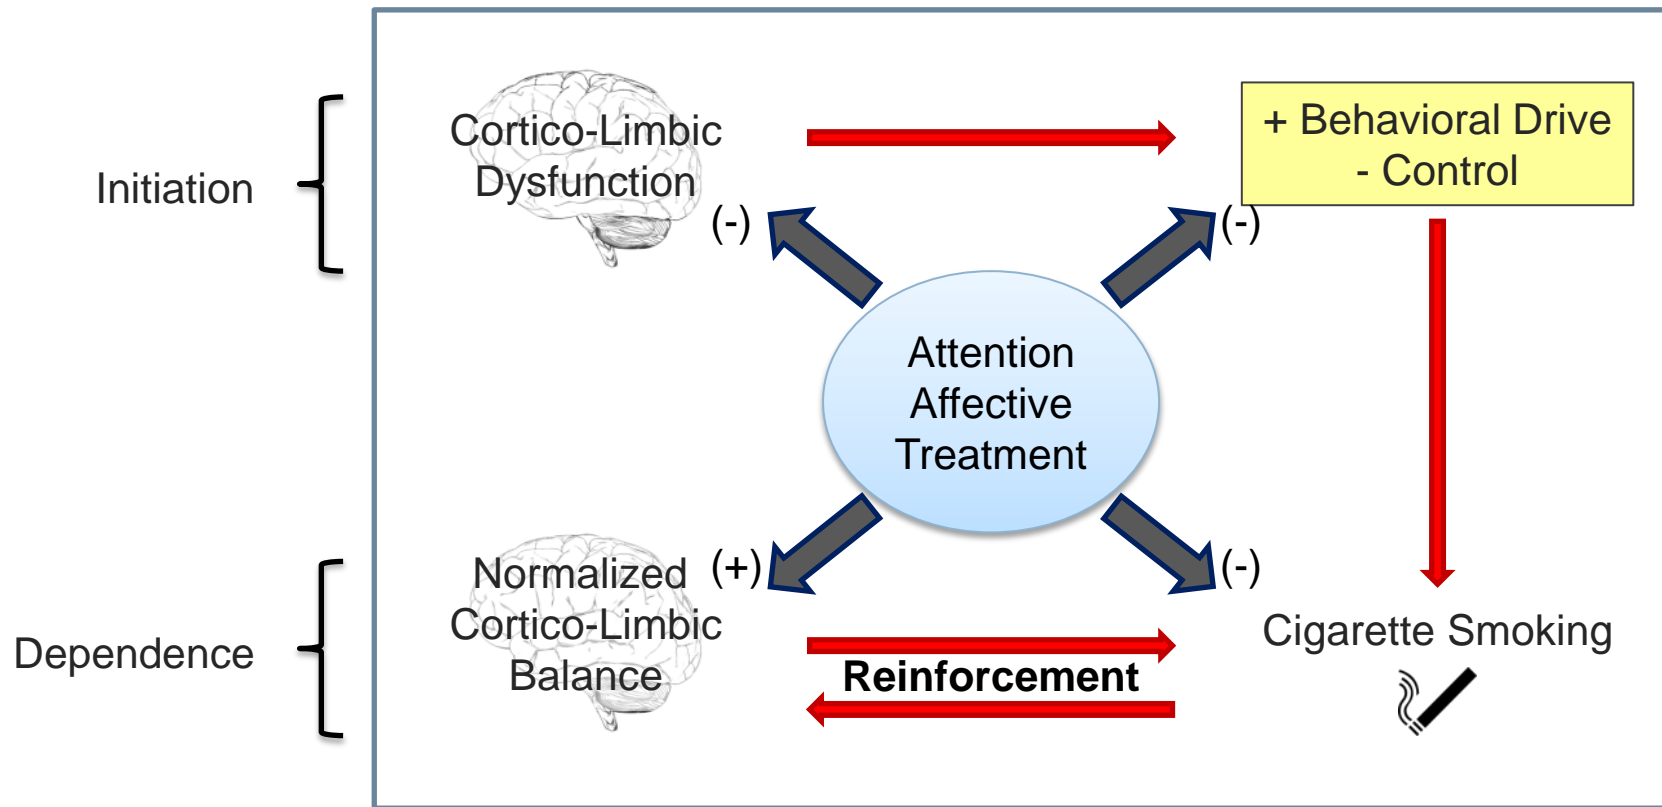 Initiation
Cortico-Limbic
Dysfunction
(-)
+ Behavioral Drive
- Control
(-)
Attention
Affective
Treatment
Dependence
Normalized
Cortico-Limbic
Balance
(+)
(-)
Reinforcement
Cigarette Smoking